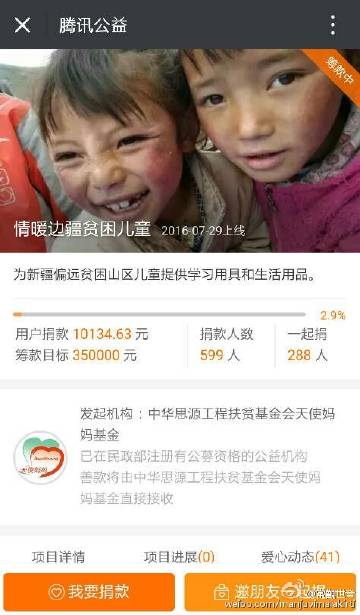 腾讯公益
筹款中
情暖边疆贫困儿童 2016-07-29上线
为新疆偏远贫困山区儿童提供学习用具和生活用品。
2.9%
用户捐款 10134.63 元 捐款人数 一起捐
筹款目标 350000 元 599 人 288 人
发起机构：中华思源工程扶贫基金会天使妈
妈基金
已在民政部注册有公募资格的公益机构
善款将由中华思源工程扶贫基金会天使妈
妈基金直接接收
天使妈妈
项目详情 项目进展(0) 爱心动态(41)
我要捐款 邀朋友一起捐
weibo.com/manjuvimalakirti